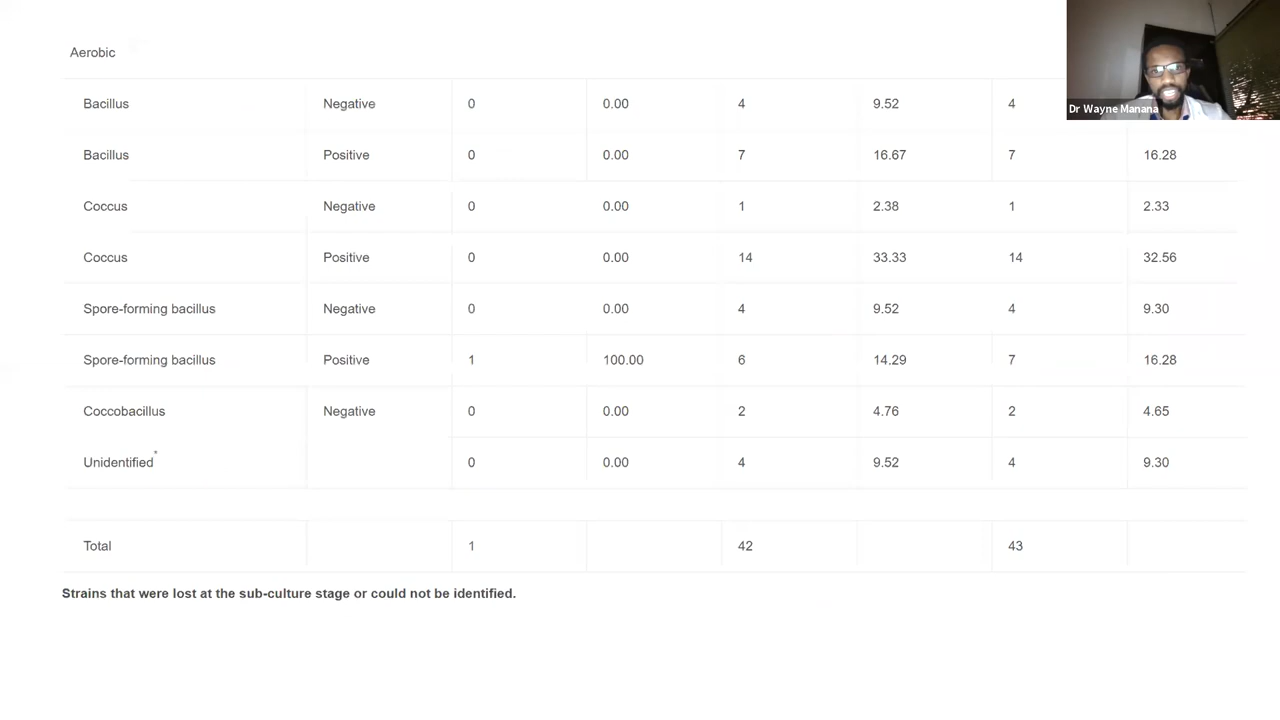 Aerobic
Bacillus Negative 0 0.00 4 9.52 4
Dr Wayne Manana
Bacillus Positive 0 0.00 7 16.67 7 16.28
Coccus Negative 0 0.00 1 2.38 1 2.33
Coccus Positive 0 0.00 14 33.33 14 32.56
Spore-forming bacillus Negative 0 0.00 4 9.52 4 9.30
Spore-forming bacillus Positive 1 100.00 6 14.29 7 16.28
Coccobacillus Negative 0 0.00 2 4.76 2 4.65
Unidentified* 0 0.00 4 9.52 4 9.30
Total 1 42 43
Strains that were lost at the sub-culture stage or could not be identified.